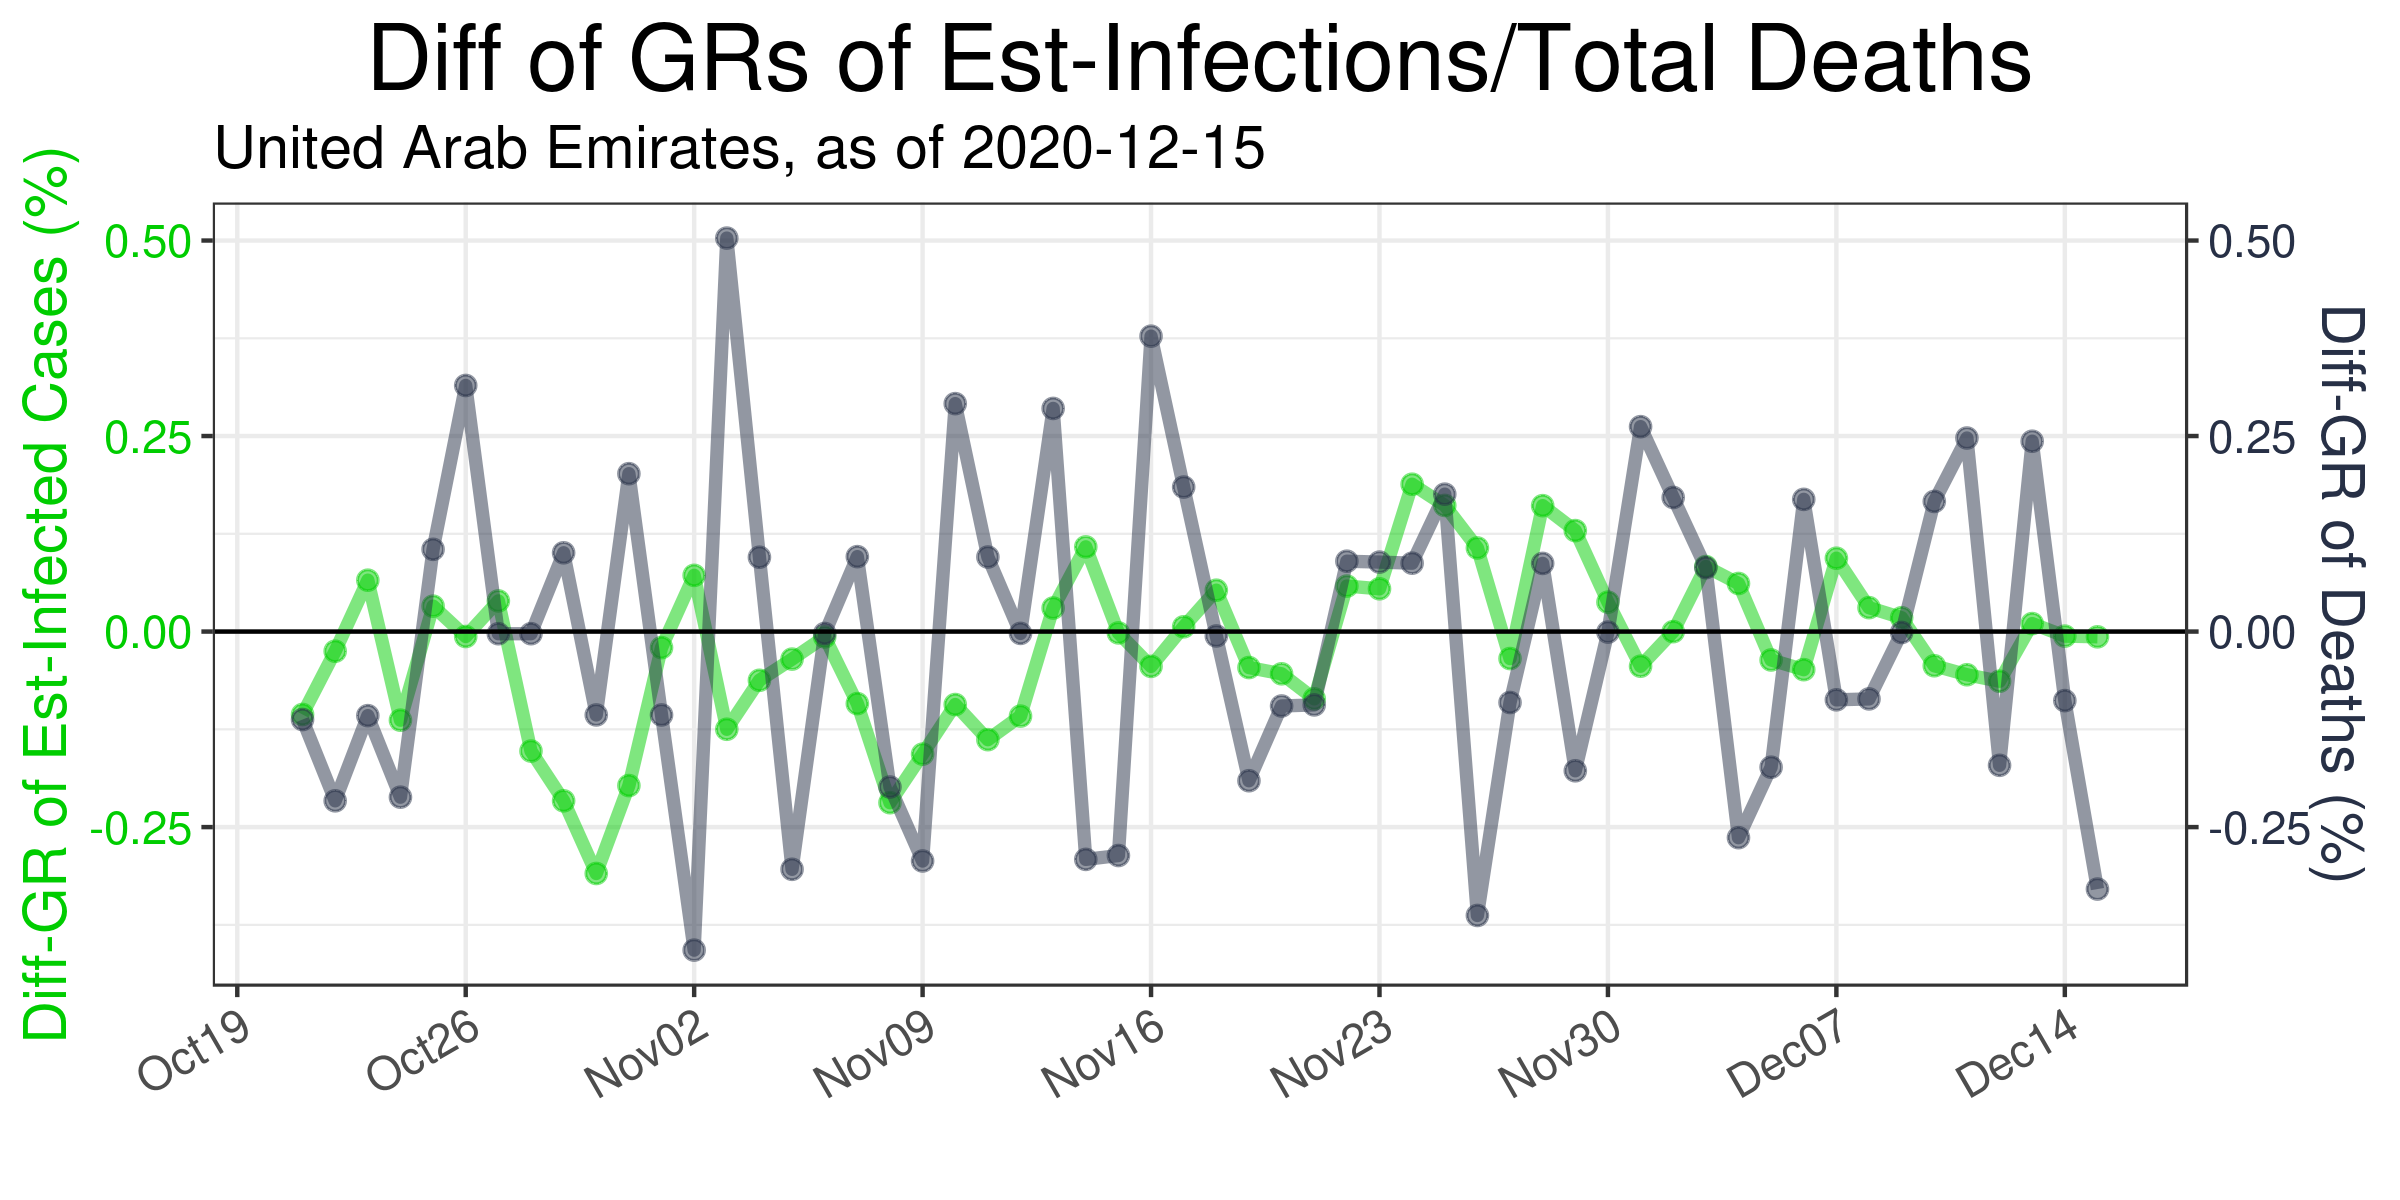 Diff of GRs of Est-Infections/Total Deaths
United Arab Emirates, as of 2020-12-15
Diff-GR of Est-Infected Cases (%)
0.50
0.25
0.00
-0.25
0.50
0.25
0.00
-0.25
Diff-GR of Deaths (%)
Oct19
Oct26
Nov02
Nov09
Nov16
Nov23
Nov30
Dec07
Dec14